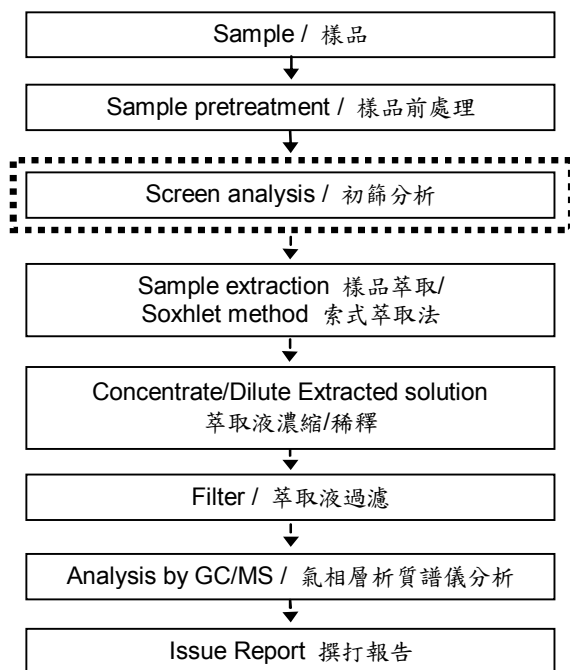 Sample / 樣品
Sample pretreatment / 樣品前處理
Screen analysis / 初篩分析
Sample extraction 樣品萃取/
Soxhlet method 索式萃取法
Concentrate/Dilute Extracted solution
萃取液濃縮/稀釋
Filter / 萃取液過濾
Analysis by GC/MS / 氣相層析質譜儀分析
Issue Report 撰打報告